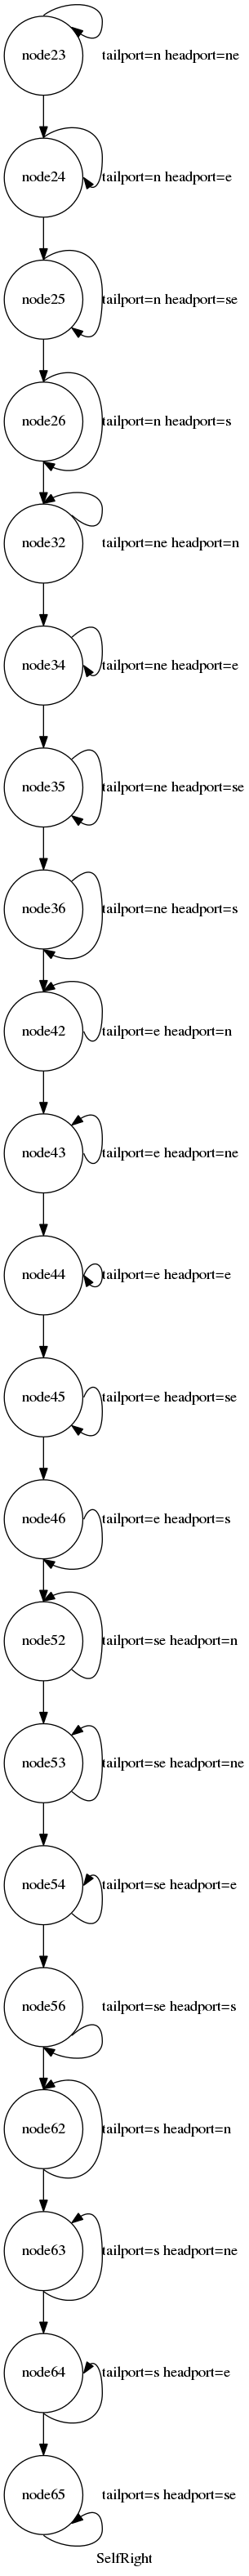 node23 tailport=n headport=ne
node24 tailport=n headport=e
node25 tailport=n headport=se
node26 tailport=n headport=s
node32 tailport=ne headport=n
node34 tailport=ne headport=e
node35 tailport=ne headport=se
node36 tailport=ne headport=s
node42 tailport=e headport=n
node43 tailport=e headport=ne
node44 tailport=e headport=e
node45 tailport=e headport=se
node46 tailport=e headport=s
node52 tailport=se headport=n
node53 tailport=se headport=ne
node54 tailport=se headport=e
node56 tailport=se headport=s
node62 tailport=s headport=n
node63 tailport=s headport=ne
node64 tailport=s headport=e
node65 tailport=s headport=se
SelfRight